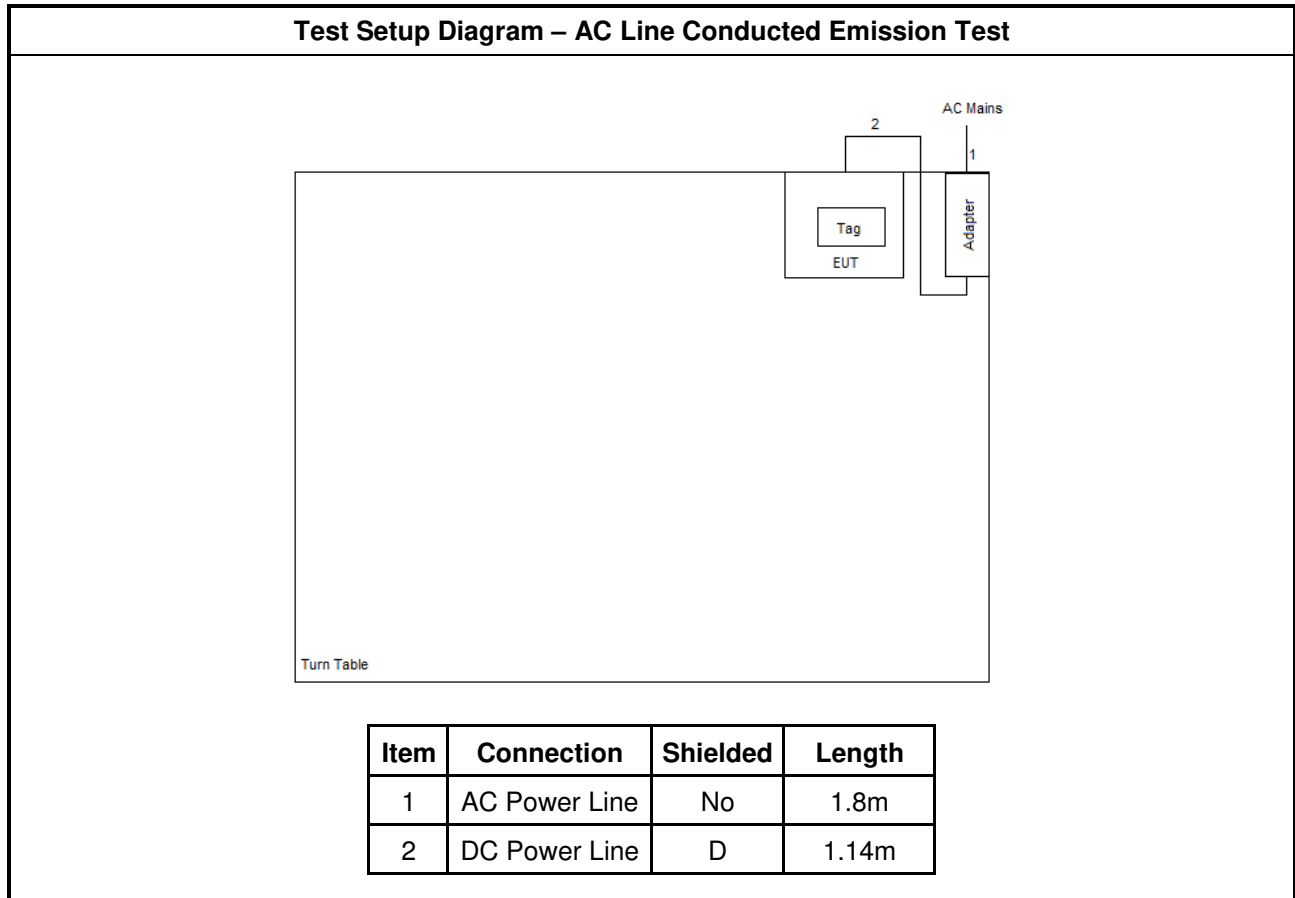 Test Setup Diagram – AC Line Conducted Emission Test
AC Mains
2
1
Adapter
Tag
EUT
Turn Table
Item Connection Shielded Length
1 AC Power Line No 1.8m
2 DC Power Line D 1.14m